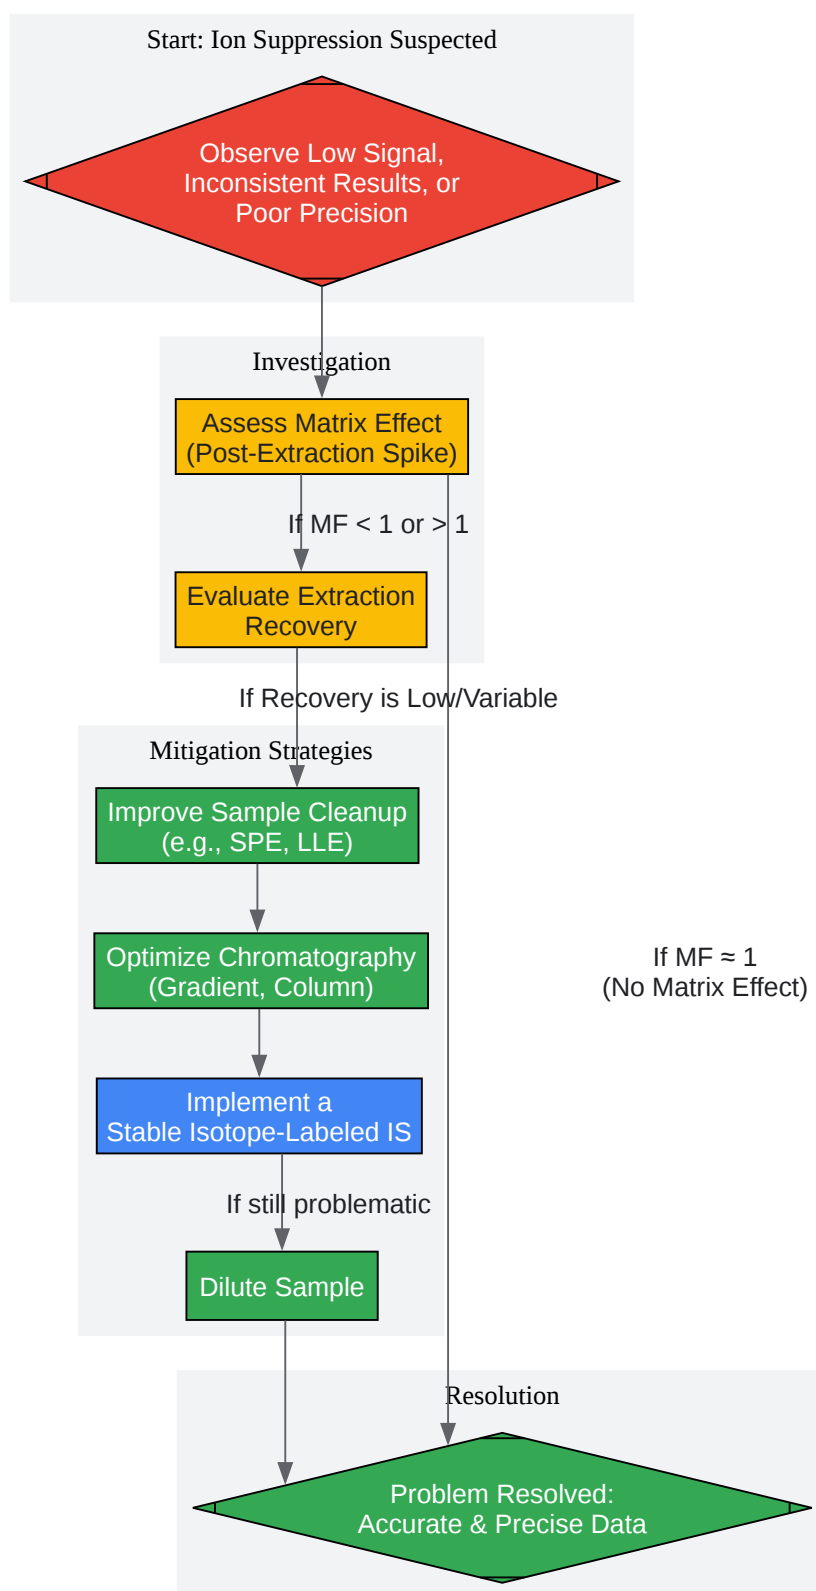 Start: Ion Suppression Suspected
Observe Low Signal,
Inconsistent Results, or
Poor Precision
Investigation
Assess Matrix Effect
(Post-Extraction Spike)
If MF < 1 or > 1
Evaluate Extraction
Recovery
If Recovery is Low/Variable
Mitigation Strategies
Improve Sample Cleanup
(e.g., SPE, LLE)
Optimize Chromatography
(Gradient, Column)
If MF ≈ 1
(No Matrix Effect)
Implement a
Stable Isotope-Labeled IS
If still problematic
Dilute Sample
Resolution
Problem Resolved:
Accurate & Precise Data